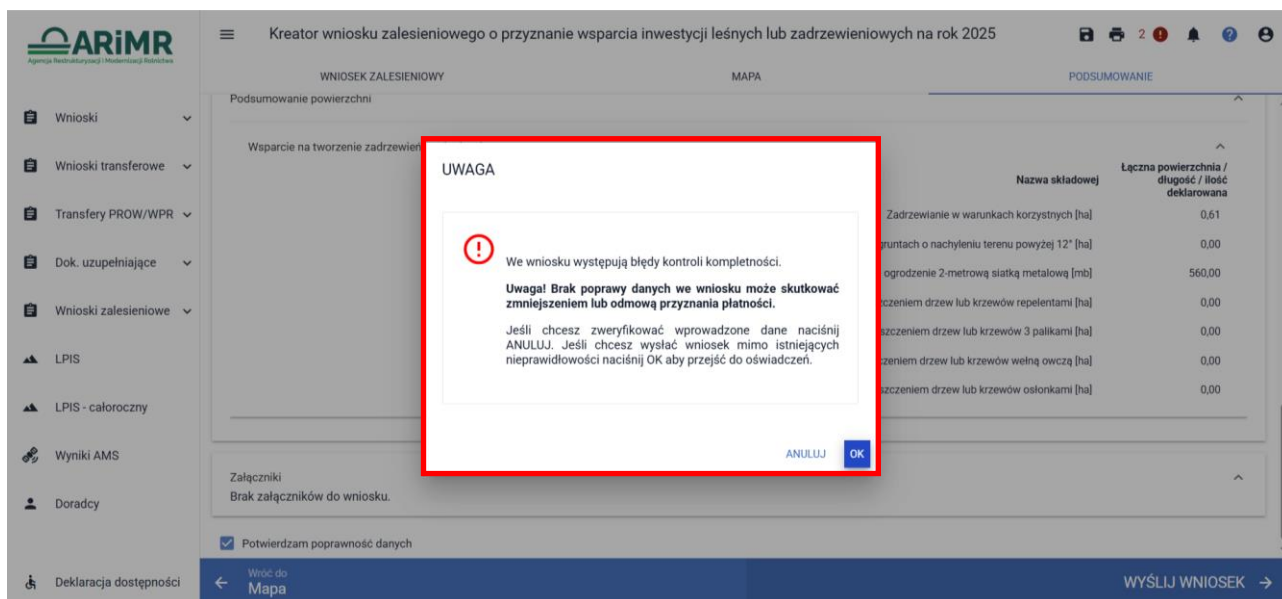 ARiMR
Agencja Restrukturyzacji i Modernizacji Rolnictwa
Kreator wniosku zalesieniowego o przyznanie wsparcia inwestycji leśnych lub zadrzewieniowych na rok 2025
2
WNIOSEK ZALESIENIOWY
MAPA
PODSUMOWANIE
Wnioski
Wnioski transferowe
Transfery PROW/WPR
Dok. uzupełniające
Wnioski zalesieniowe
LPIS
LPIS - całoroczny
Wyniki AMS
Doradcy
Deklaracja dostępności
Podsumowanie powierzchni
Wsparcie na tworzenie zadrzewień
Nazwa składowej
Łączna powierzchnia /
długość / ilość
deklarowana
Zadrzewianie w warunkach korzystnych [ha]
0,61
gruntach o nachyleniu terenu powyżej 12° [ha]
0,00
ogrodzenie 2-metrową siatką metalową [mb]
560,00
drzew lub krzewów repelentami [ha]
0,00
drzew lub krzewów 3 palikami [ha]
0,00
drzew lub krzewów wełną owczą [ha]
0,00
drzew lub krzewów osłonkami [ha]
0,00
UWAGA
We wniosku występują błędy kontroli kompletności.
Uwaga! Brak poprawy danych we wniosku może skutkować
zmniejszeniem lub odmową przyznania płatności.
Jeśli chcesz zweryfikować wprowadzone dane naciśnij
ANULUJ. Jeśli chcesz wysłać wniosek mimo istniejących
nieprawidłowości naciśnij OK aby przejść do oświadczeń.
ANULUJ
OK
Załączniki
Brak załączników do wniosku.
Potwierdzam poprawność danych
Wróć do
Mapa
WYŚLIJ WNIOSEK